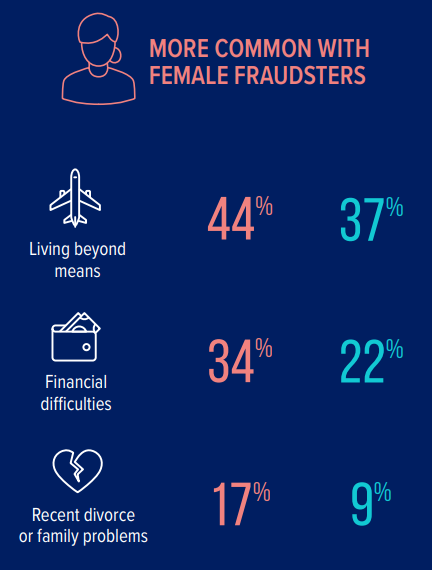 MORE COMMON WITH
FEMALE FRAUDSTERS
44% 37%
Living beyond
means
34% 22%
Financial
difficulties
17% 9%
Recent divorce
or family problems